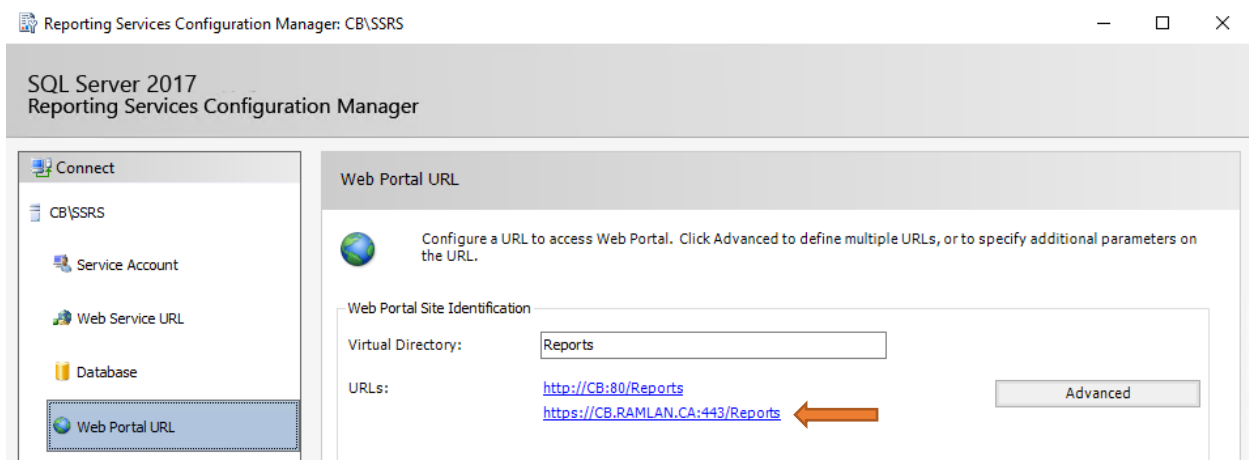 Reporting Services Configuration Manager: CB\SSRS
SQL Server 2017
Reporting Services Configuration Manager
Connect
CB\SSRS
Service Account
Web Service URL
Database
Web Portal URL
Web Portal URL
Configure a URL to access Web Portal. Click Advanced to define multiple URLs, or to specify additional parameters on
the URL.
Web Portal Site Identification
Virtual Directory:
Reports
URLs:
http://CB:80/Reports
Advanced
https://CB.RAMLAN.CA:443/Reports